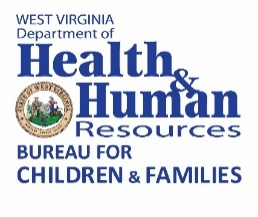 WEST VIRGINIA
Department of
Health
&
Human
Resources
BUREAU FOR
CHILDREN & FAMILIES